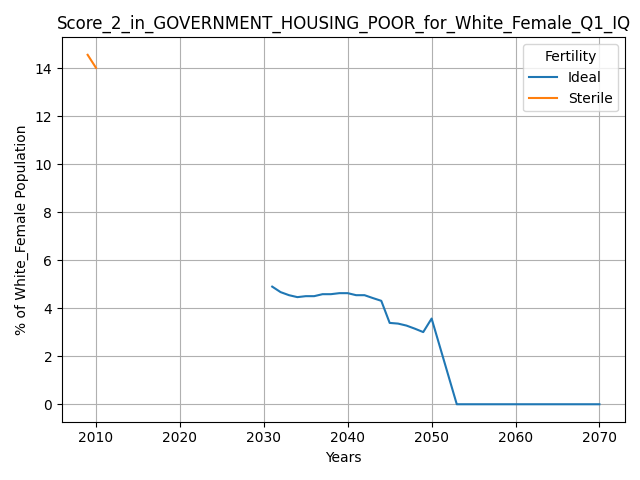 Score_2_in_GOVERNMENT_HOUSING_POOR_for_White_Female_Q1_IQ
Fertility
Ideal
Sterile
% of White_Female Population
14
12
10
8
6
4
2
0
2010 2020 2030 2040 2050 2060 2070
Years